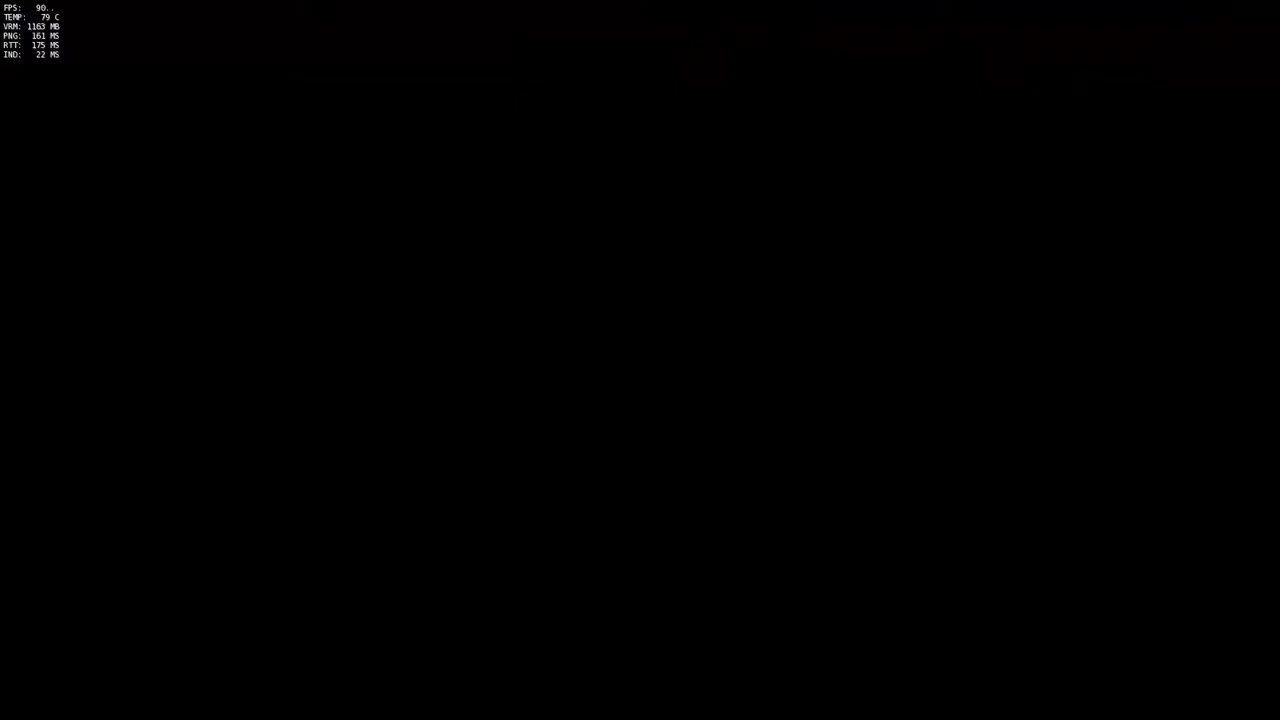 FPS: 90..
TEMP: 79 C
VRM: 1163 MB
PNG: 161 MS
RTT: 175 MS
IND: 22 MS